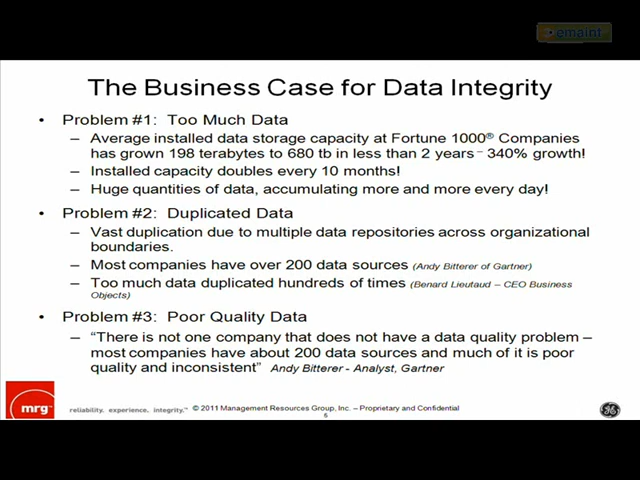 emaint
The Business Case for Data Integrity
• Problem #1: Too Much Data
– Average installed data storage capacity at Fortune 1000® Companies
has grown 198 terabytes to 680 tb in less than 2 years – 340% growth!
– Installed capacity doubles every 10 months!
– Huge quantities of data, accumulating more and more every day!
• Problem #2: Duplicated Data
– Vast duplication due to multiple data repositories across organizational
boundaries.
– Most companies have over 200 data sources (Andy Bitterer of Gartner)
– Too much data duplicated hundreds of times (Benard Lieutaud – CEO Business
Objects)
• Problem #3: Poor Quality Data
– “There is not one company that does not have a data quality problem –
most companies have about 200 data sources and much of it is poor
quality and inconsistent” Andy Bitterer - Analyst, Gartner
mrg™
reliability. experience. integrity.™
© 2011 Management Resources Group, Inc. – Proprietary and Confidential
6